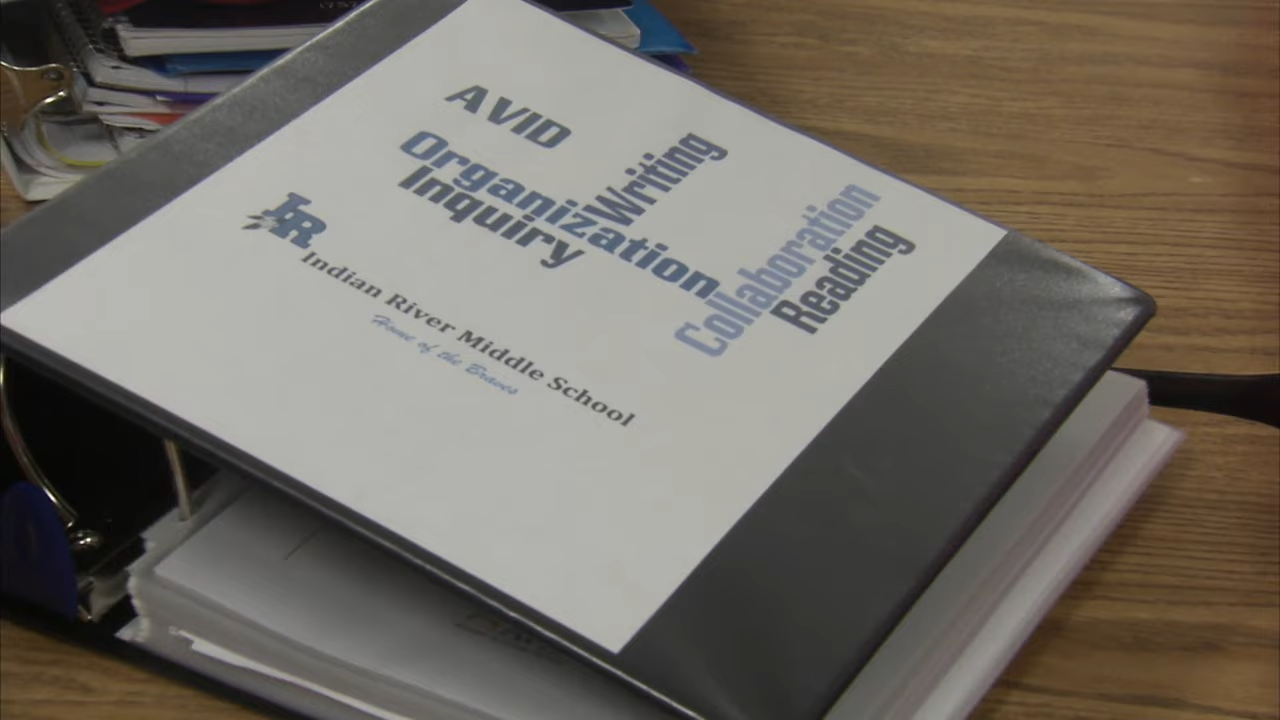 AVID
Writing
Organization
Inquiry
Collaboration
Reading
IR
Indian River Middle School
Home of the Braves